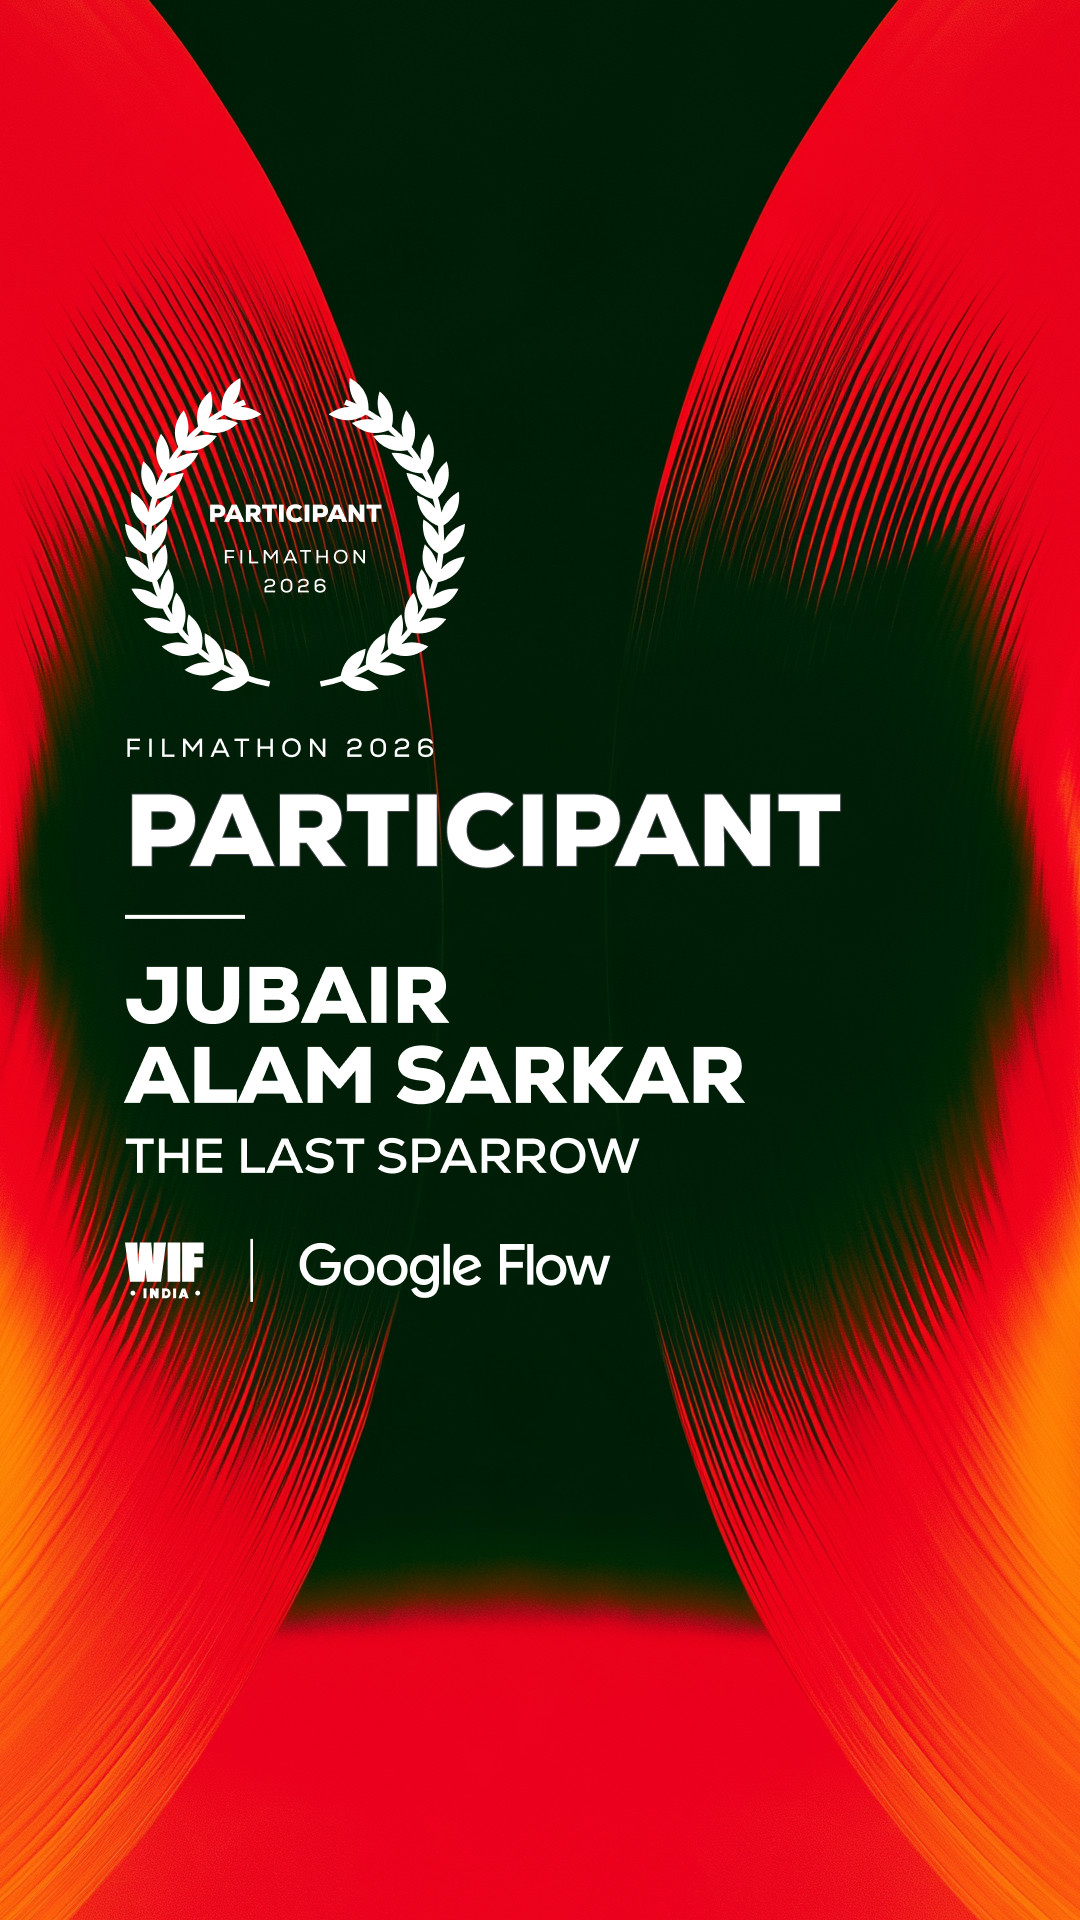 PARTICIPANT
FILMATHON
2026
FILMATHON 2026
PARTICIPANT
JUBAIR
ALAM SARKAR
THE LAST SPARROW
WIF
• INDIA •
Google Flow